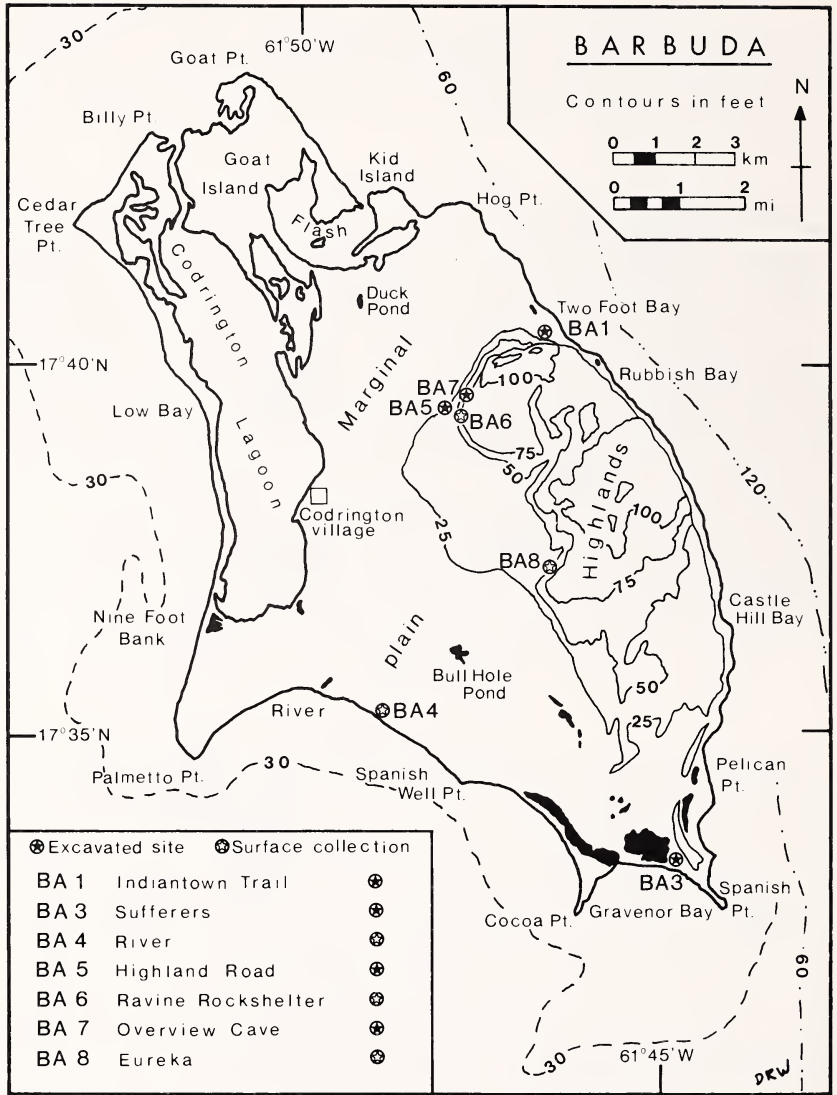 BARBUDA
Contours in feet
N
0 1 2 3 km
0 1 2 mi
61°50'W
30
60
Goat Pt.
Billy Pt.
Goat Island
Kid Island
Cedar Tree Pt.
Flash
Hog Pt.
Codrington Lagoon
Duck Pond
Two Foot Bay
BA1
17°40'N
Marginal plain
100
Rubbish Bay
BA7
BA5
BA6
Low Bay
75
50
Highlands
120
30
100
Codrington village
25
BA8
75
Castle Hill Bay
Nine Foot Bank
Bull Hole Pond
50
River
BA4
25
17°35'N
Palmetto Pt.
30
Spanish Well Pt.
Pelican Pt.
BA3
Spanish Pt.
Cocoa Pt.
Gravenor Bay
60
30
61°45'W
DRW
Excavated site Surface collection
BA 1 Indiantown Trail
BA 3 Sufferers
BA 4 River
BA 5 Highland Road
BA 6 Ravine Rockshelter
BA 7 Overview Cave
BA 8 Eureka